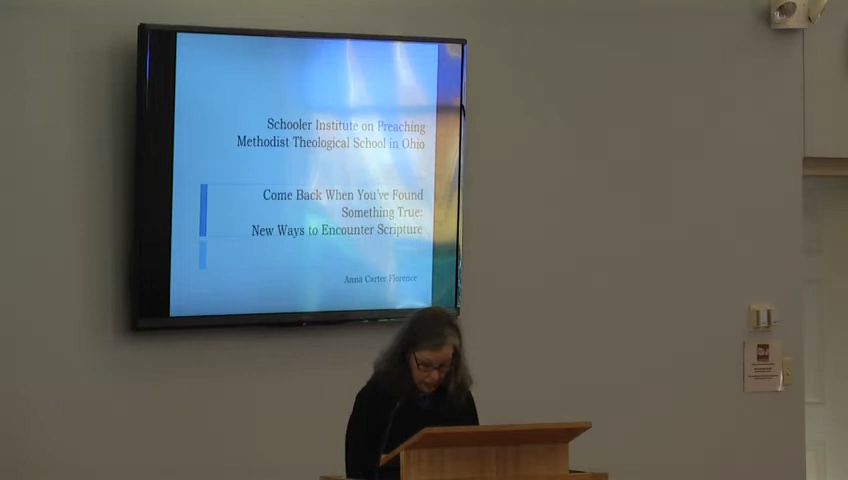 Schooler Institute on Preaching
Methodist Theological School in Ohio
Come Back When You've Found
Something True:
New Ways to Encounter Scripture
Anna Carter Florence